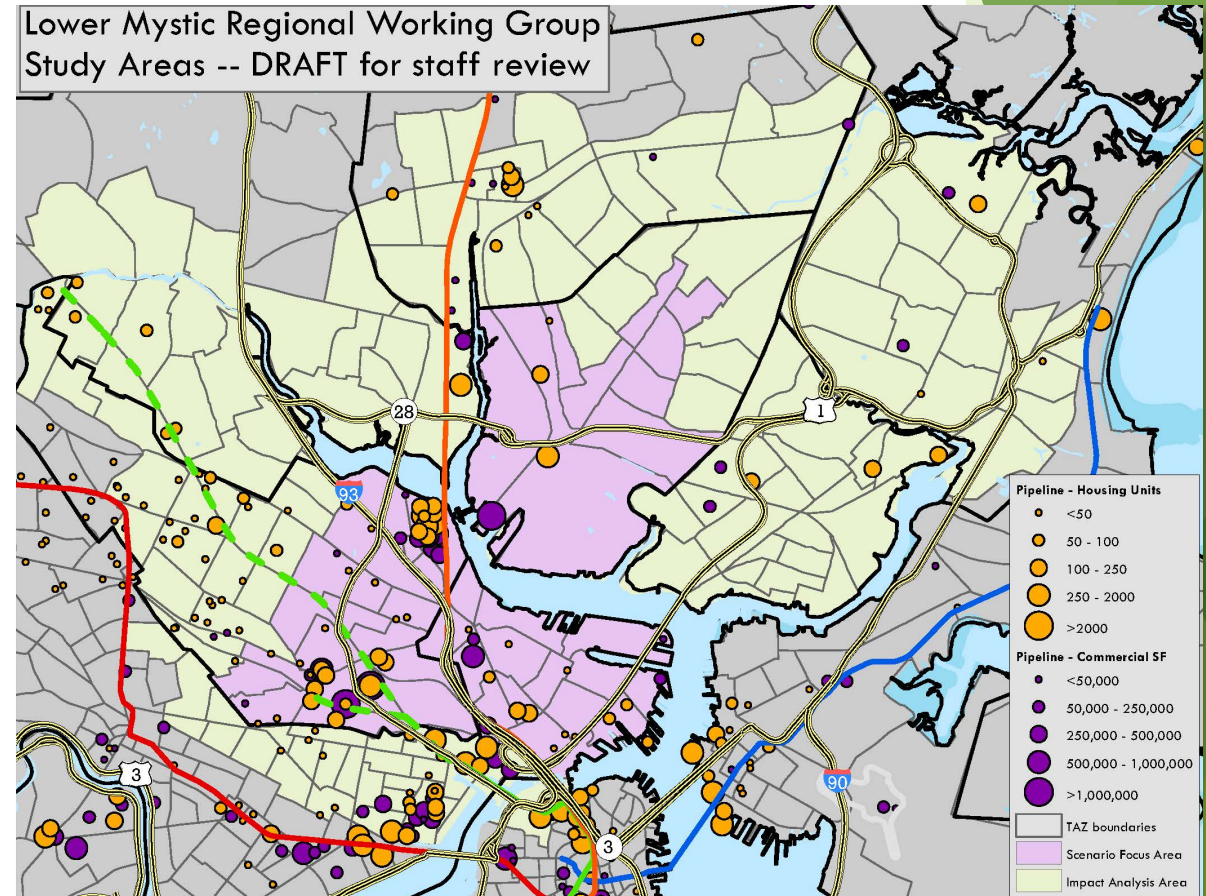 Lower Mystic Regional Working Group
Study Areas -- DRAFT for staff review
28
1
93
3
90
3
Pipeline - Housing Units
<50
50 - 100
100 - 250
250 - 2000
>2000
Pipeline - Commercial SF
<50,000
50,000 - 250,000
250,000 - 500,000
500,000 - 1,000,000
>1,000,000
TAZ boundaries
Scenario Focus Area
Impact Analysis Area